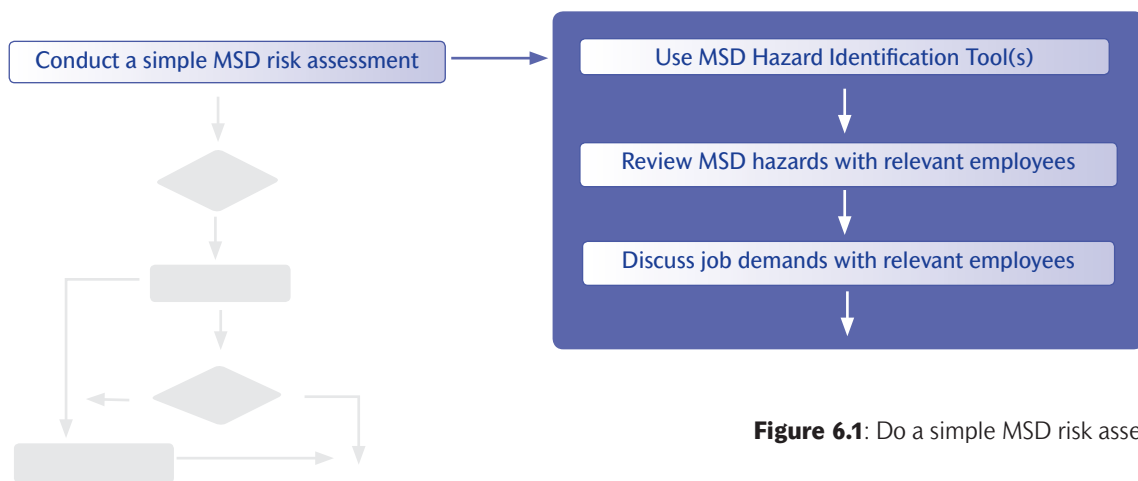 Conduct a simple MSD risk assessment
Use MSD Hazard Identification Tool(s)
Review MSD hazards with relevant employees
Discuss job demands with relevant employees
Figure 6.1: Do a simple MSD risk